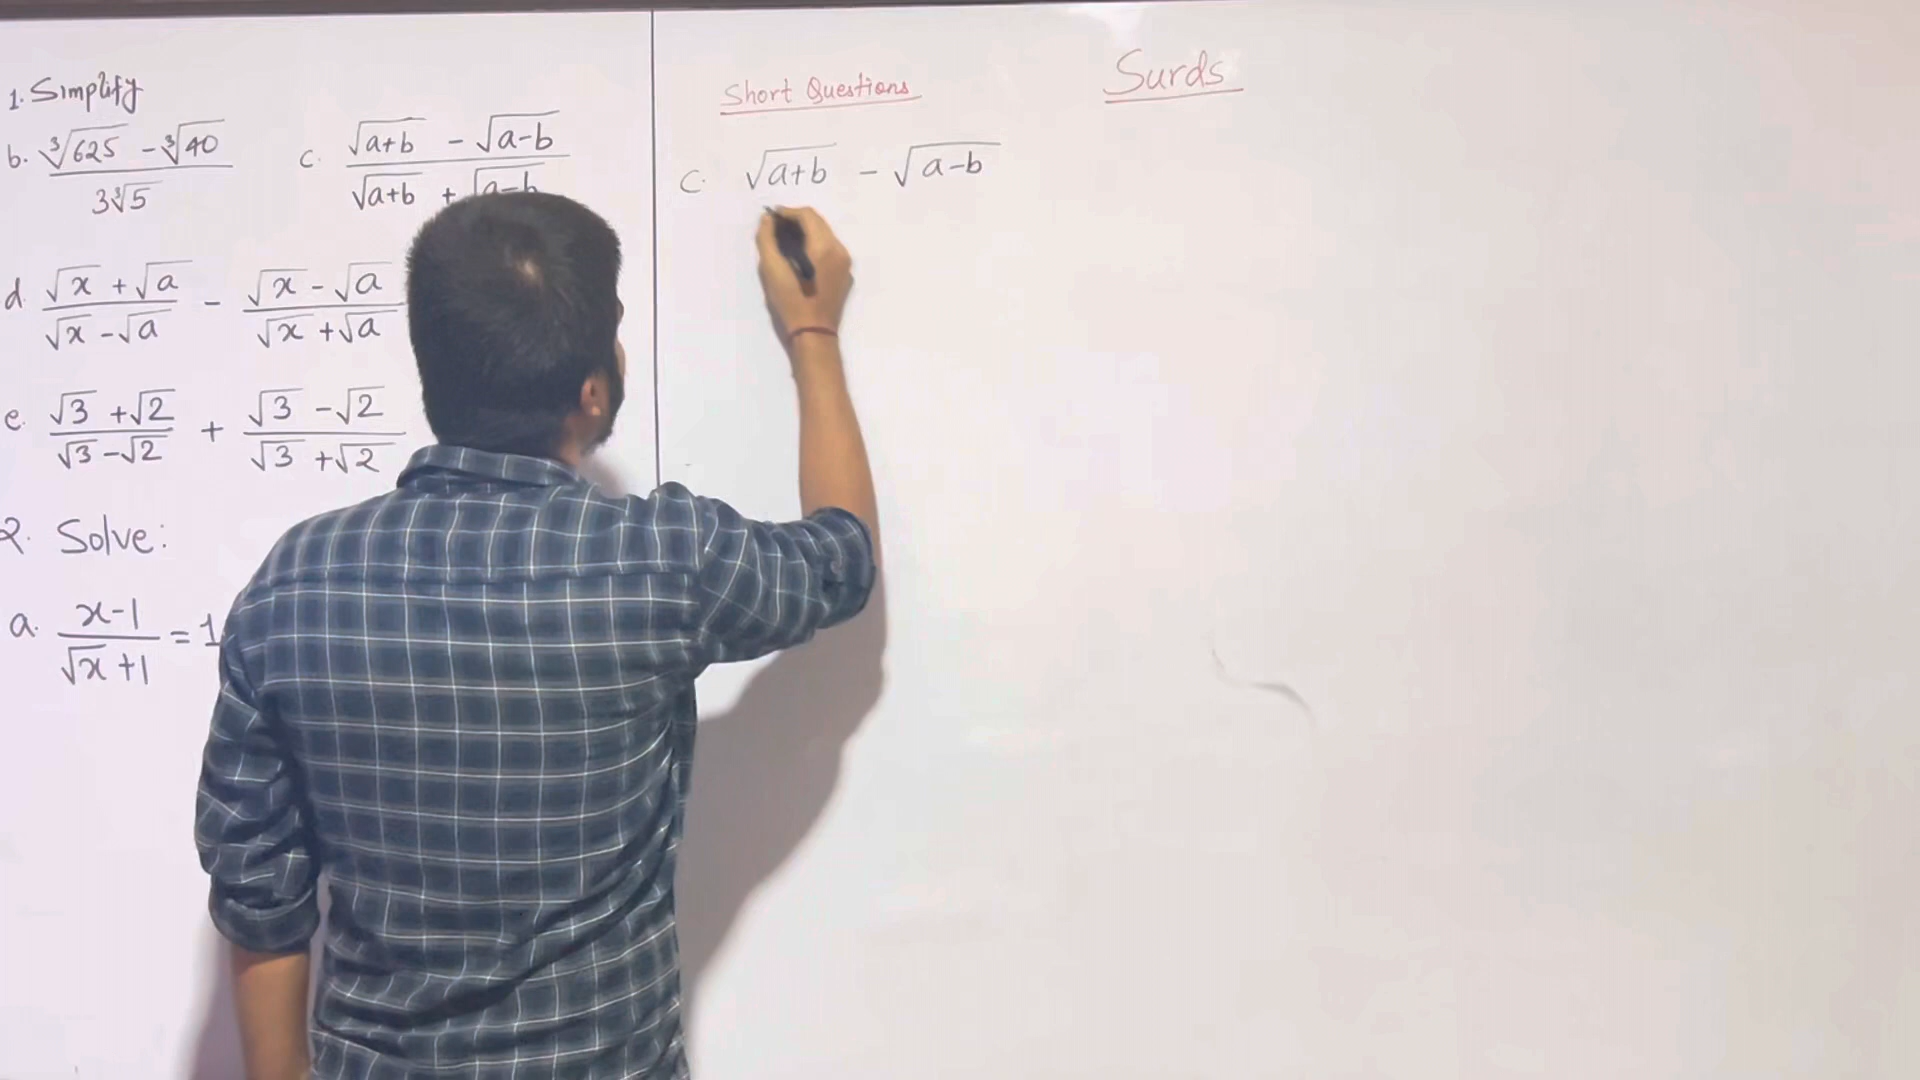 1. Simplify
b. (∛625 - ∛40) / 3∛5
c. (√(a+b) - √(a-b)) / (√(a+b) + √(a-b))
d. (√x + √a) / (√x - √a) - (√x - √a) / (√x + √a)
e. (√3 + √2) / (√3 - √2) + (√3 - √2) / (√3 + √2)
2. Solve:
a. (x-1) / (√x + 1) = 1
Short Questions
Surds
c. √(a+b) - √(a-b)